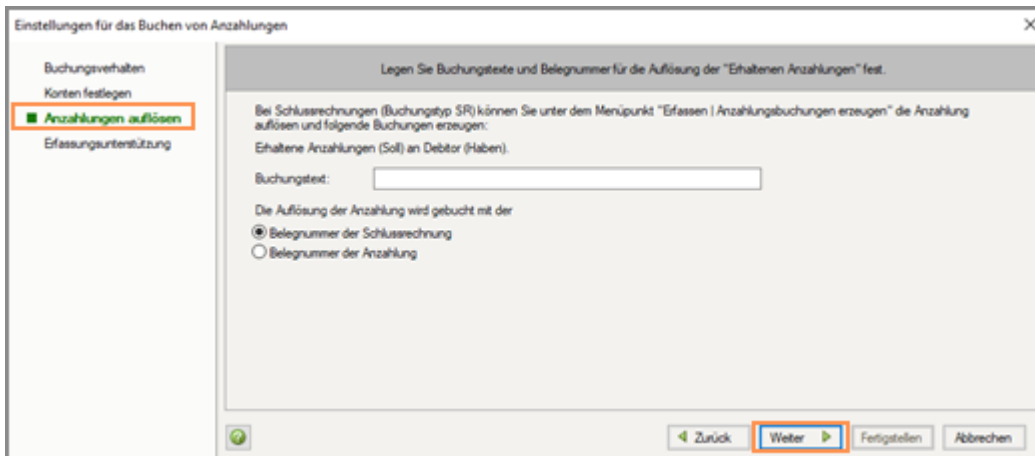 Einstellungen für das Buchen von Anzahlungen
Buchungsverhalten
Konten festlegen
Anzahlungen auflösen
Erfassungsunterstützung
Legen Sie Buchungstexte und Belegnummer für die Auflösung der "Erhaltenen Anzahlungen" fest.
Bei Schlussrechnungen (Buchungstyp SR) können Sie unter dem Menüpunkt "Erfassen | Anzahlungsbuchungen erzeugen" die Anzahlung
auflösen und folgende Buchungen erzeugen:
Erhaltene Anzahlungen (Soll) an Debitor (Haben).
Buchungstext:
Die Auflösung der Anzahlung wird gebucht mit der
Belegnummer der Schlussrechnung
Belegnummer der Anzahlung
Zurück
Weiter
Fertigstellen
Abbrechen